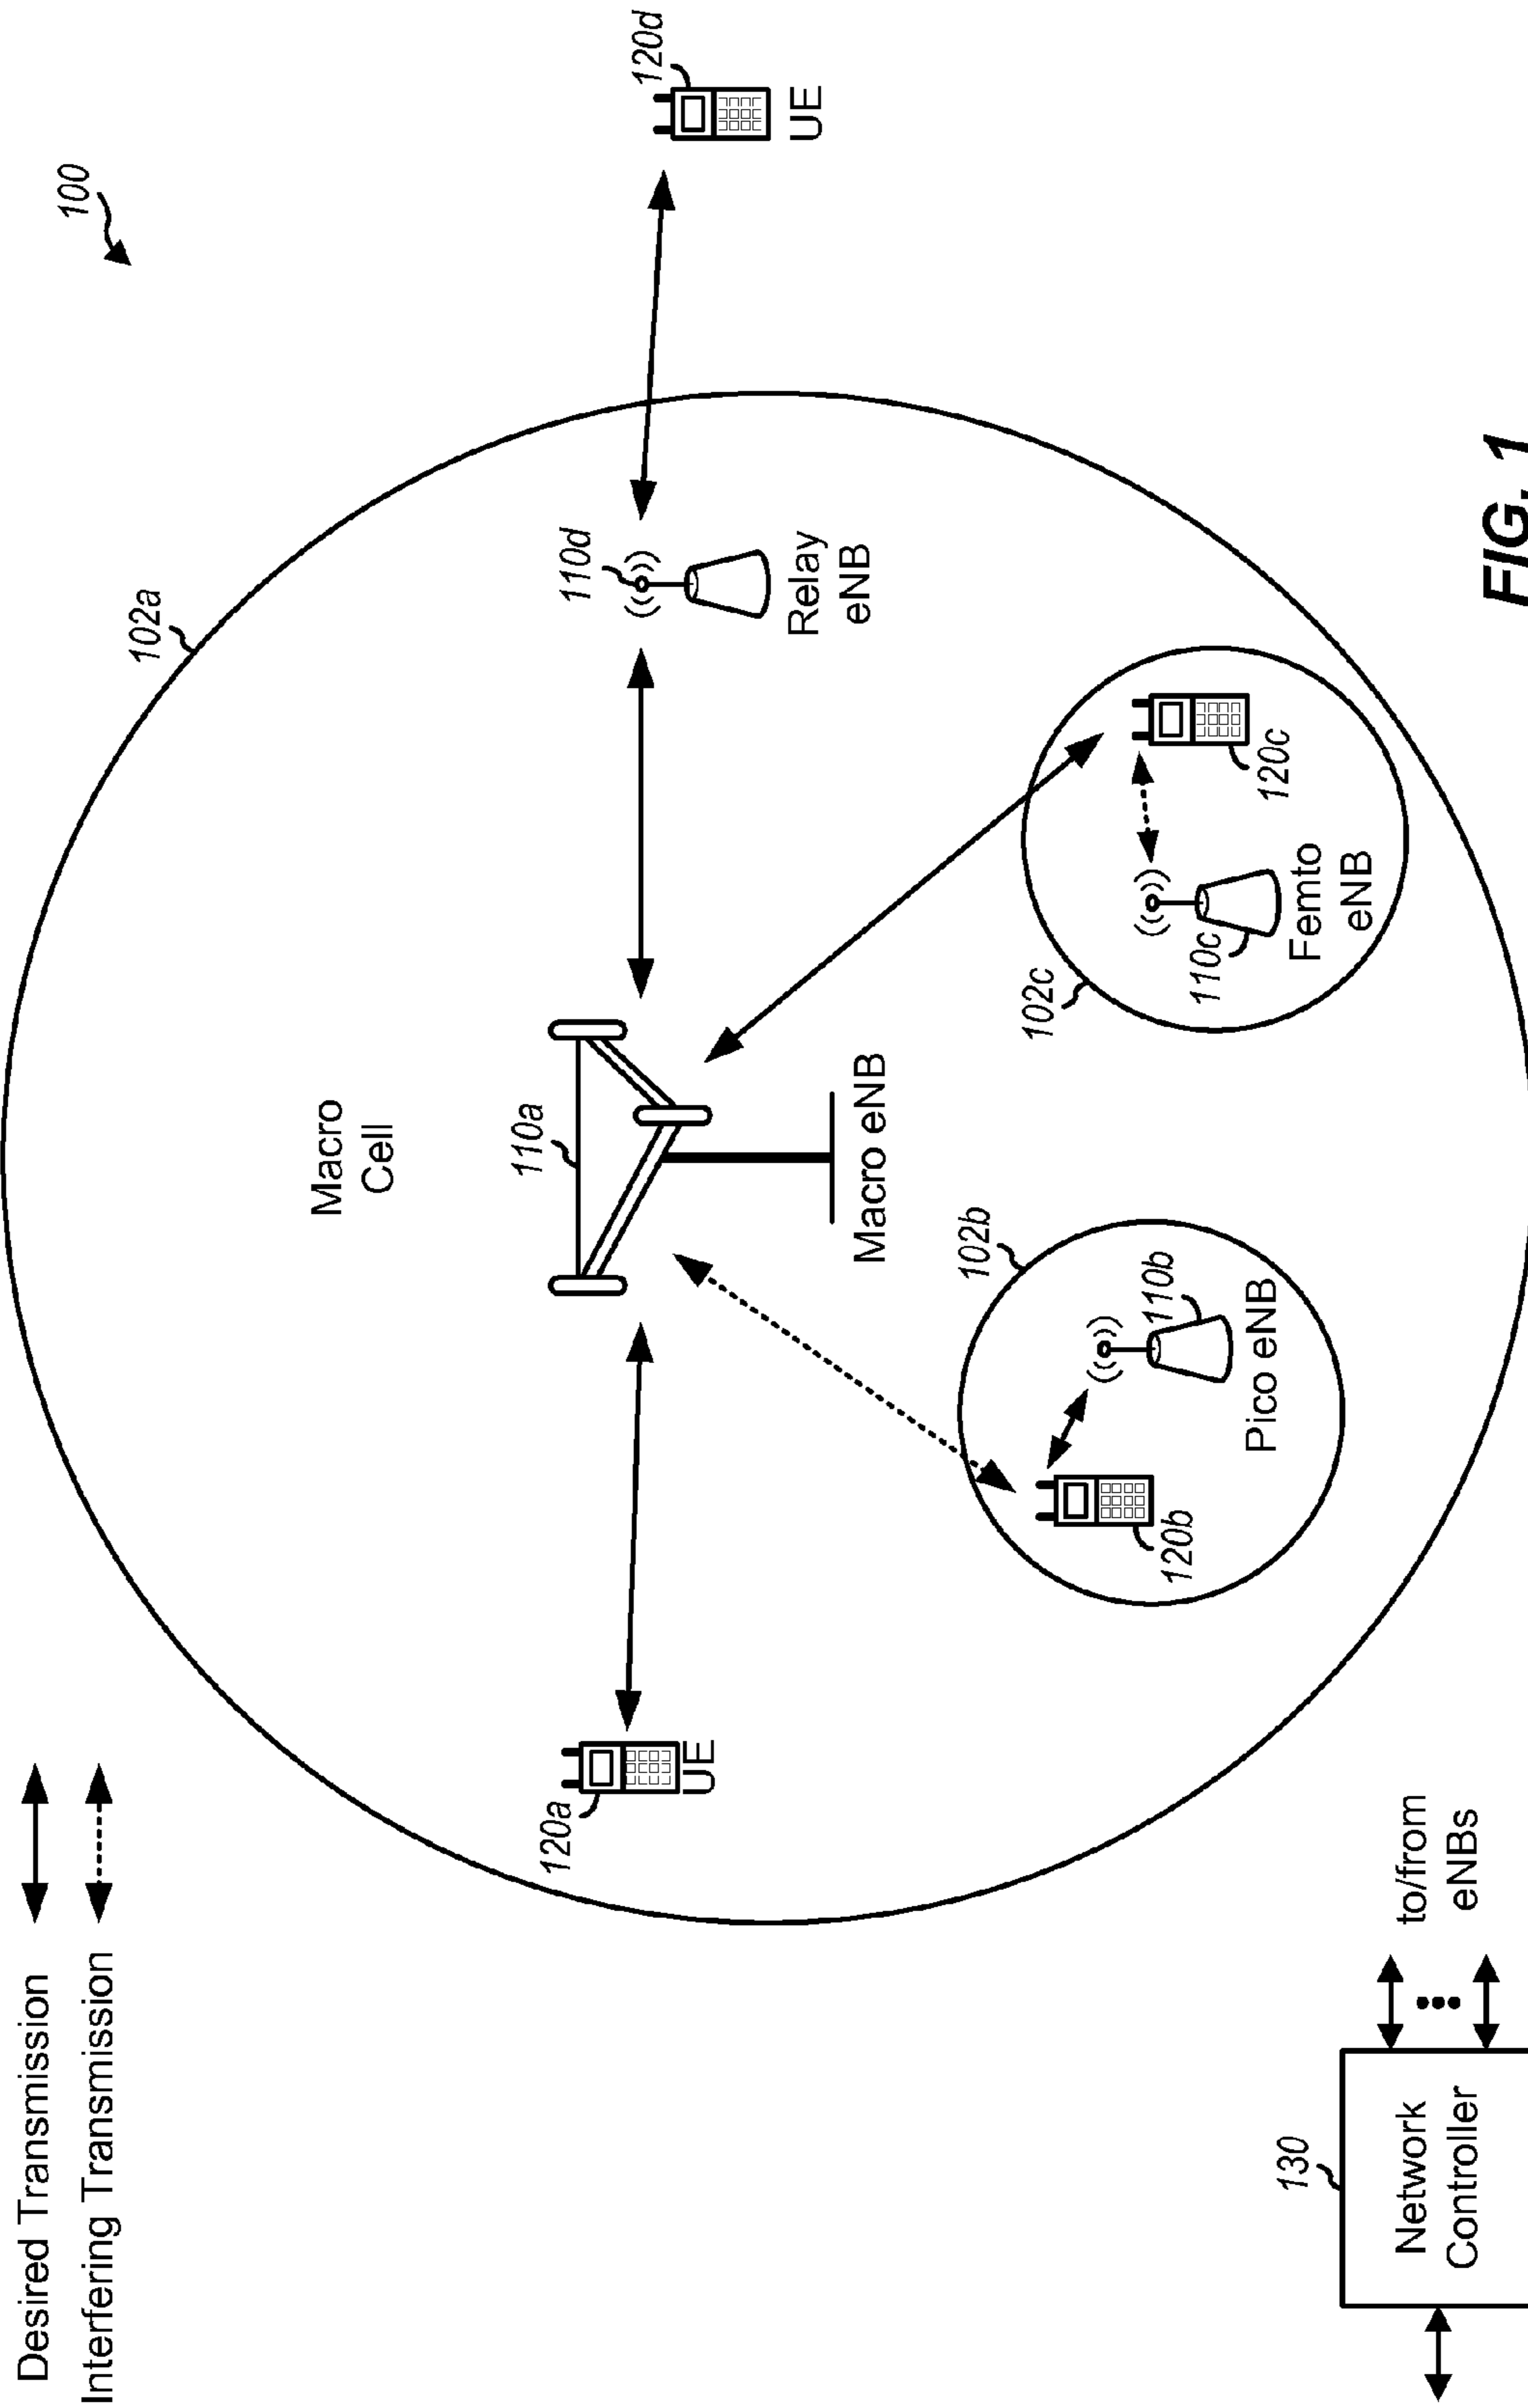 Desired Transmission
Interfering Transmission
100
102a
Macro
Cell
110a
110d
120a
UE
120d
UE
Relay
eNB
Macro eNB
102b
102c
120b
110b
Pico eNB
110c
120c
Femto
eNB
130
Network
Controller
to/from
eNBs
FIG. 1